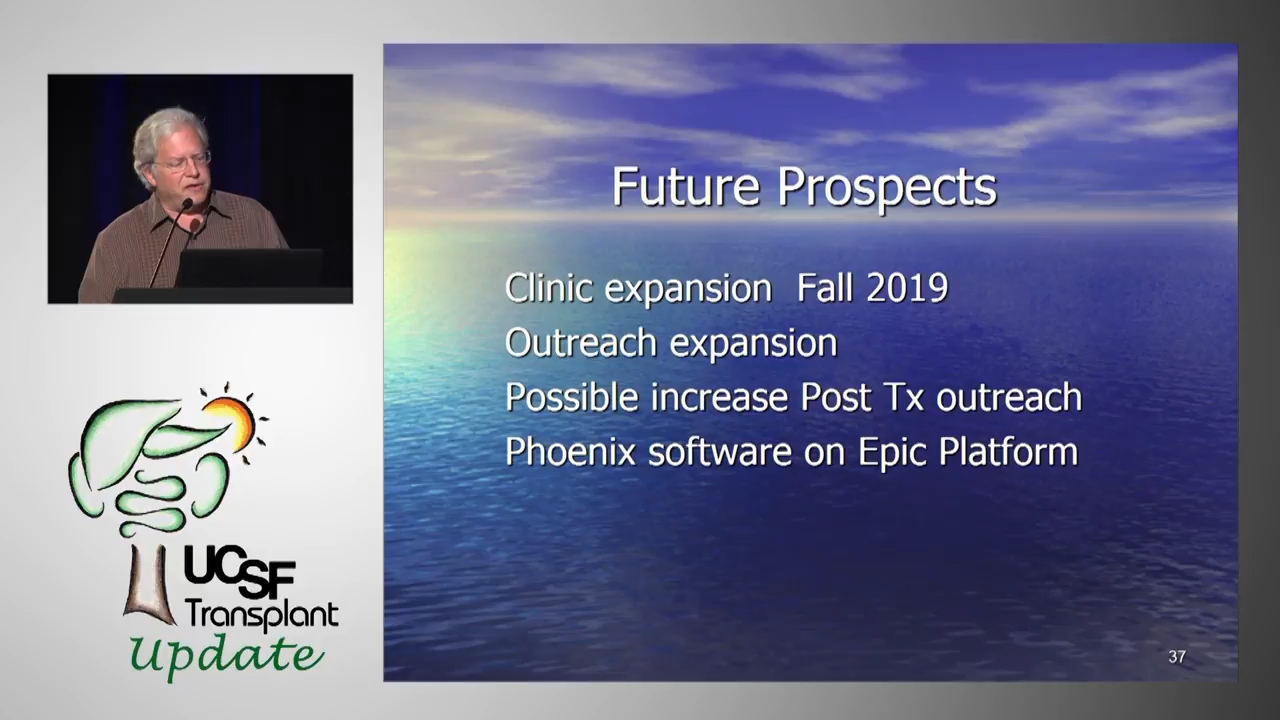 Future Prospects
Clinic expansion  Fall 2019
Outreach expansion
Possible increase Post Tx outreach
Phoenix software on Epic Platform
37
UCSF
Transplant
Update